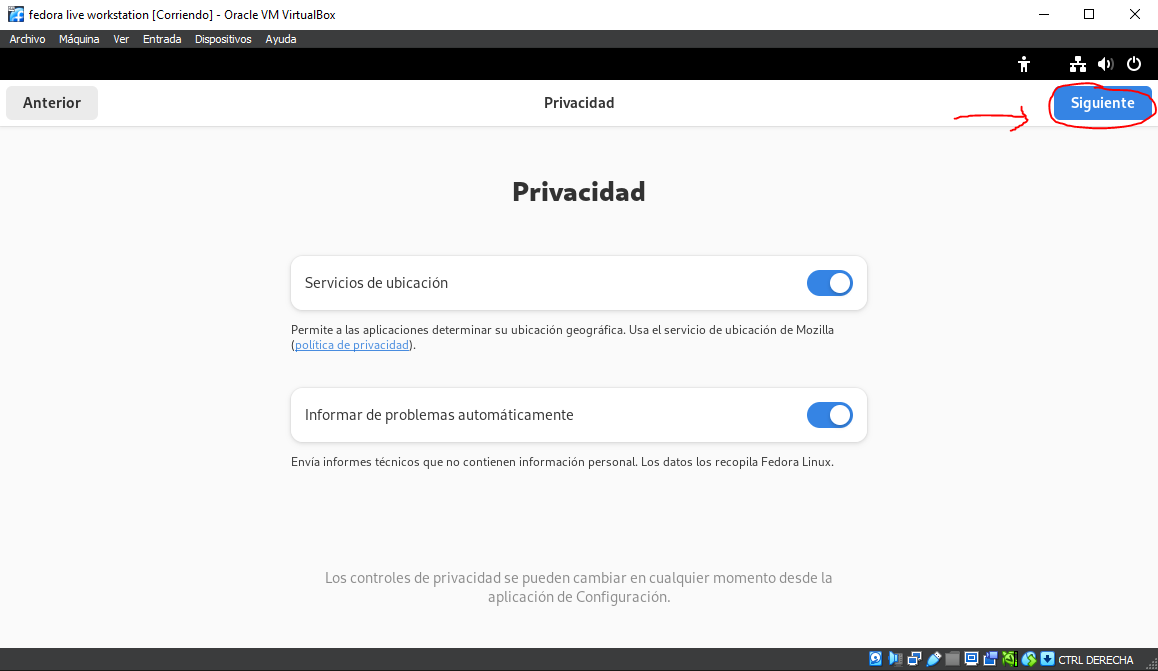 fedora live workstation [Corriendo] - Oracle VM VirtualBox
Archivo Máquina Ver Entrada Dispositivos Ayuda
Anterior Privacidad Siguiente
Privacidad
Servicios de ubicación
Permite a las aplicaciones determinar su ubicación geográfica. Usa el servicio de ubicación de Mozilla
(política de privacidad).
Informar de problemas automáticamente
Envía informes técnicos que no contienen información personal. Los datos los recopila Fedora Linux.
Los controles de privacidad se pueden cambiar en cualquier momento desde la
aplicación de Configuración.
CTRL DERECHA